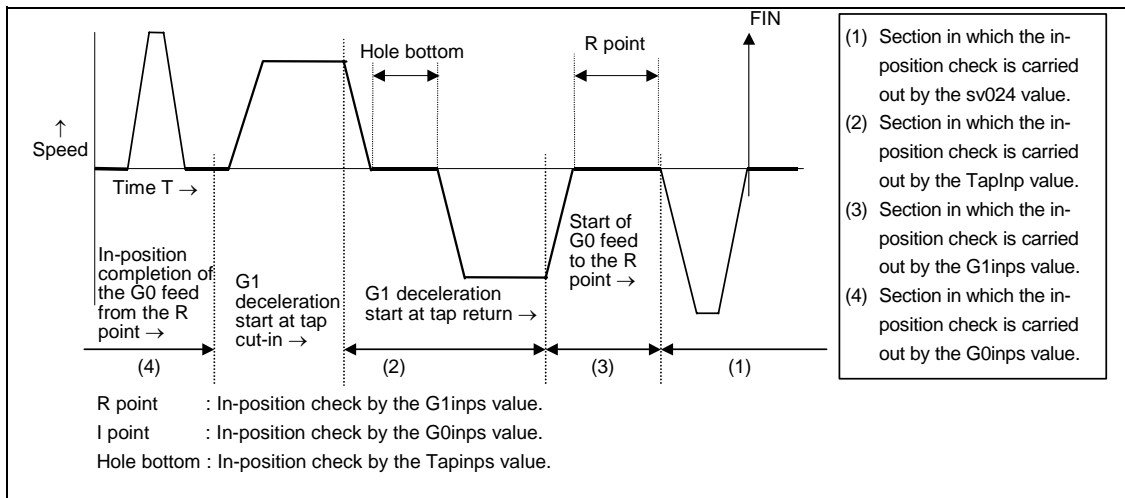 FIN
Hole bottom
R point
↑
Speed
Time T →
In-position
completion of
the G0 feed
from the R
point →
G1
deceleration
start at tap
cut-in →
G1 deceleration
start at tap return →
Start of
G0 feed
to the R
point →
(4)
(2)
(3)
(1)
(1) Section in which the in-
position check is carried
out by the sv024 value.
(2) Section in which the in-
position check is carried
out by the TapInp value.
(3) Section in which the in-
position check is carried
out by the G1inps value.
(4) Section in which the in-
position check is carried
out by the G0inps value.
R point : In-position check by the G1inps value.
I point : In-position check by the G0inps value.
Hole bottom : In-position check by the Tapinps value.